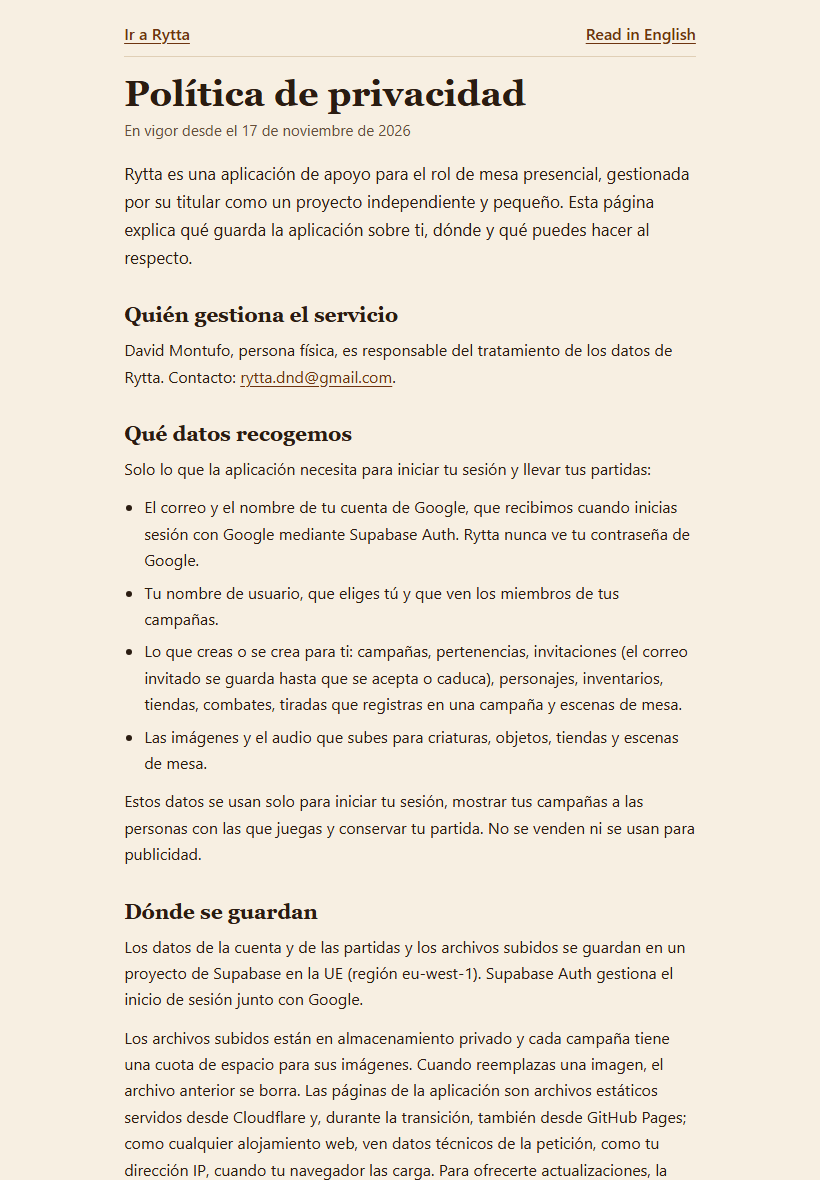 Ir a Rytta
Read in English
Política de privacidad
En vigor desde el 17 de noviembre de 2026
Rytta es una aplicación de apoyo para el rol de mesa presencial, gestionada
por su titular como un proyecto independiente y pequeño. Esta página
explica qué guarda la aplicación sobre ti, dónde y qué puedes hacer al
respecto.
Quién gestiona el servicio
David Montufo, persona física, es responsable del tratamiento de los datos de
Rytta. Contacto: rytta.dnd@gmail.com.
Qué datos recogemos
Solo lo que la aplicación necesita para iniciar tu sesión y llevar tus partidas:
• El correo y el nombre de tu cuenta de Google, que recibimos cuando inicias
sesión con Google mediante Supabase Auth. Rytta nunca ve tu contraseña de
Google.
• Tu nombre de usuario, que eliges tú y que ven los miembros de tus
campañas.
• Lo que creas o se crea para ti: campañas, pertenencias, invitaciones (el correo
invitado se guarda hasta que se acepta o caduca), personajes, inventarios,
tiendas, combates, tiradas que registras en una campaña y escenas de mesa.
• Las imágenes y el audio que subes para criaturas, objetos, tiendas y escenas
de mesa.
Estos datos se usan solo para iniciar tu sesión, mostrar tus campañas a las
personas con las que juegas y conservar tu partida. No se venden ni se usan para
publicidad.
Dónde se guardan
Los datos de la cuenta y de las partidas y los archivos subidos se guardan en un
proyecto de Supabase en la UE (región eu-west-1). Supabase Auth gestiona el
inicio de sesión junto con Google.
Los archivos subidos están en almacenamiento privado y cada campaña tiene
una cuota de espacio para sus imágenes. Cuando reemplazas una imagen, el
archivo anterior se borra. Las páginas de la aplicación son archivos estáticos
servidos desde Cloudflare y, durante la transición, también desde GitHub Pages;
como cualquier alojamiento web, ven datos técnicos de la petición, como tu
dirección IP, cuando tu navegador las carga. Para ofrecerte actualizaciones, la